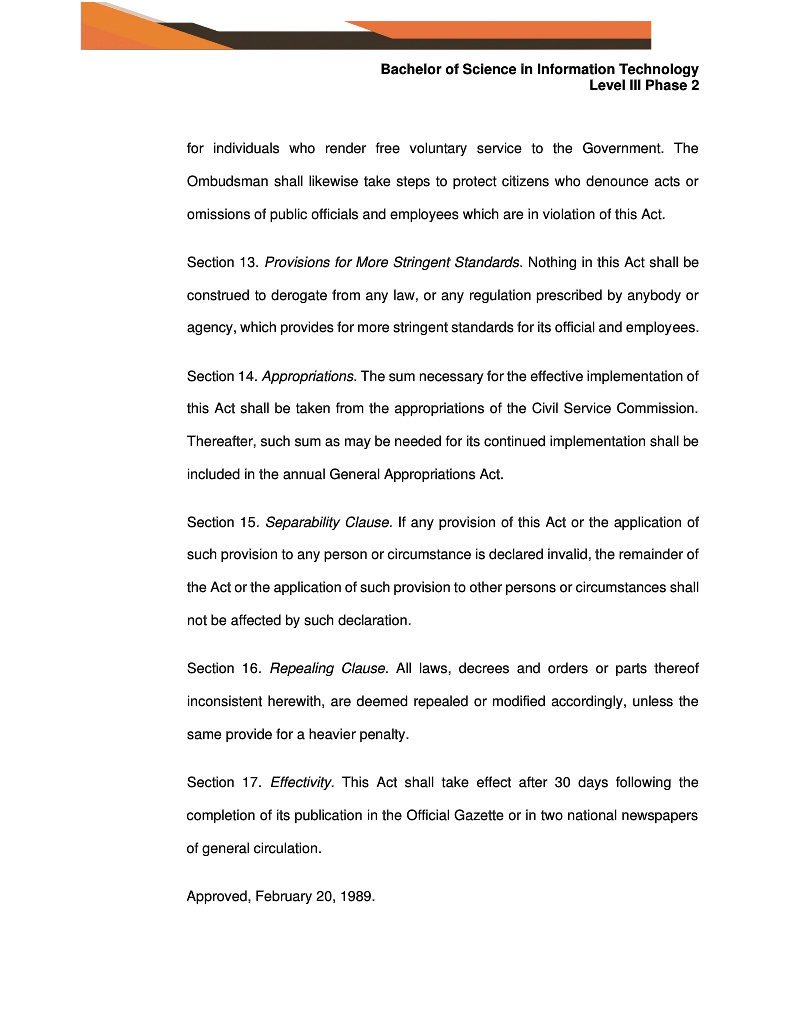 Bachelor of Science in Information Technology
Level III Phase 2
for individuals who render free voluntary service to the Government. The
Ombudsman shall likewise take steps to protect citizens who denounce acts or
omissions of public officials and employees which are in violation of this Act.
Section 13. Provisions for More Stringent Standards. Nothing in this Act shall be
construed to derogate from any law, or any regulation prescribed by anybody or
agency, which provides for more stringent standards for its official and employees.
Section 14. Appropriations. The sum necessary for the effective implementation of
this Act shall be taken from the appropriations of the Civil Service Commission.
Thereafter, such sum as may be needed for its continued implementation shall be
included in the annual General Appropriations Act.
Section 15. Separability Clause. If any provision of this Act or the application of
such provision to any person or circumstance is declared invalid, the remainder of
the Act or the application of such provision to other persons or circumstances shall
not be affected by such declaration.
Section 16. Repealing Clause. All laws, decrees and orders or parts thereof
inconsistent herewith, are deemed repealed or modified accordingly, unless the
same provide for a heavier penalty.
Section 17. Effectivity. This Act shall take effect after 30 days following the
completion of its publication in the Official Gazette or in two national newspapers
of general circulation.
Approved, February 20, 1989.